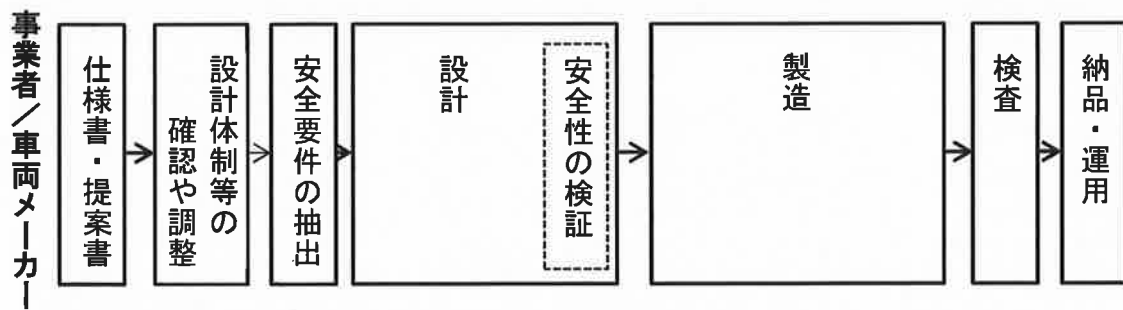 事業者／車両メーカー
仕様書・提案書
設計体制等の
確認や調整
安全要件の抽出
設計
安全性の検証
製造
検査
納品・運用